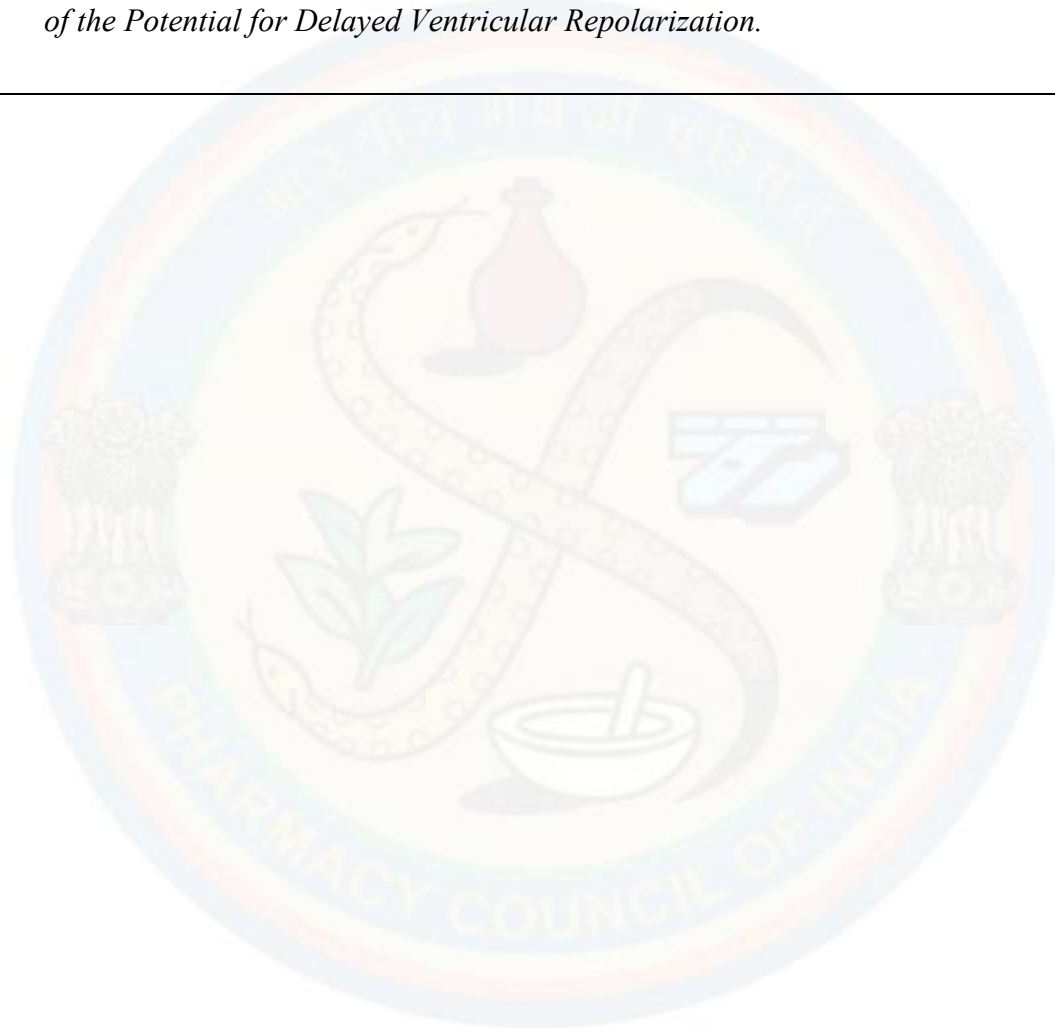 of the Potential for Delayed Ventricular Repolarization.
PHARMACY COUNCIL OF INDIA